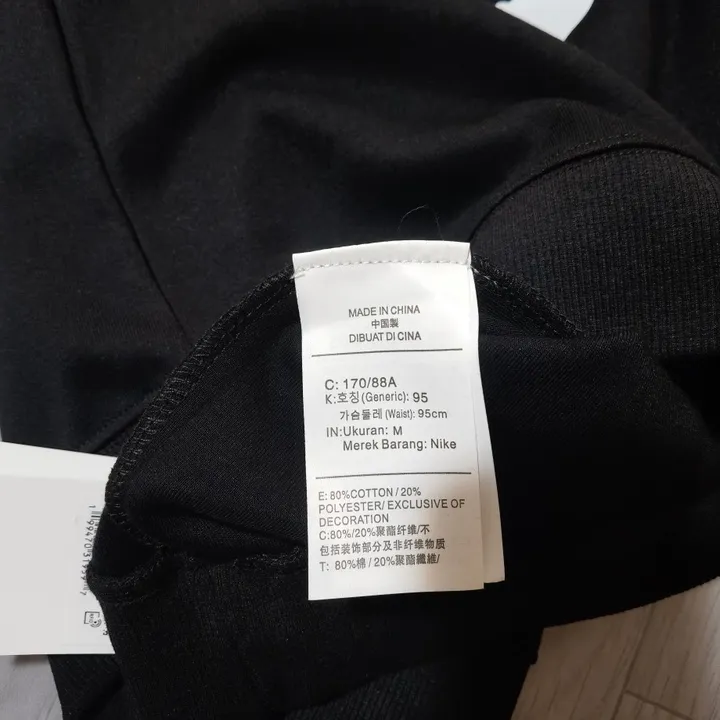 MADE IN CHINA
中国製
DIBUAT DI CINA
C: 170/88A
K:호칭(Generic): 95
가슴둘레 (Waist): 95cm
IN:Ukuran: M
Merek Barang: Nike
E: 80%COTTON / 20%
POLYESTER/ EXCLUSIVE OF
DECORATION
C:80%/20%聚酯纤维/不
包括装饰部分及非纤维物质
T: 80%棉 / 20%聚酯纖維/